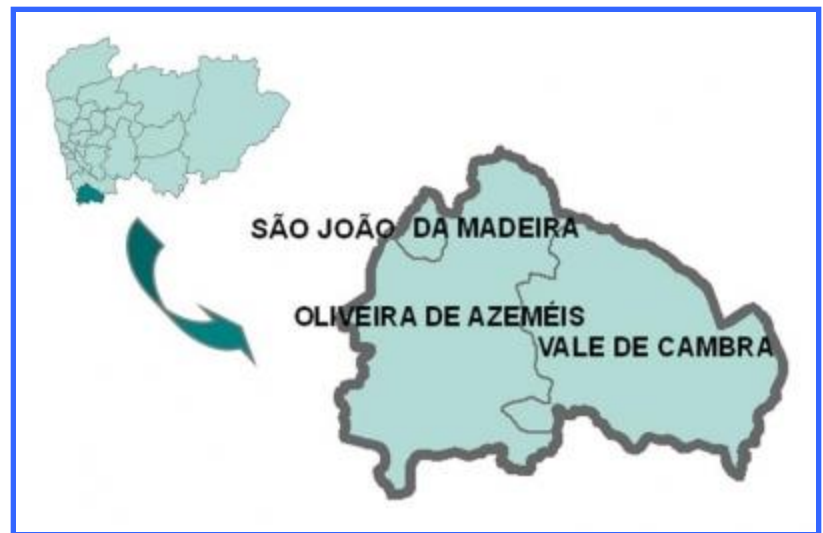 SÃO JOÃO DA MADEIRA
OLIVEIRA DE AZEMÉIS
VALE DE CAMBRA